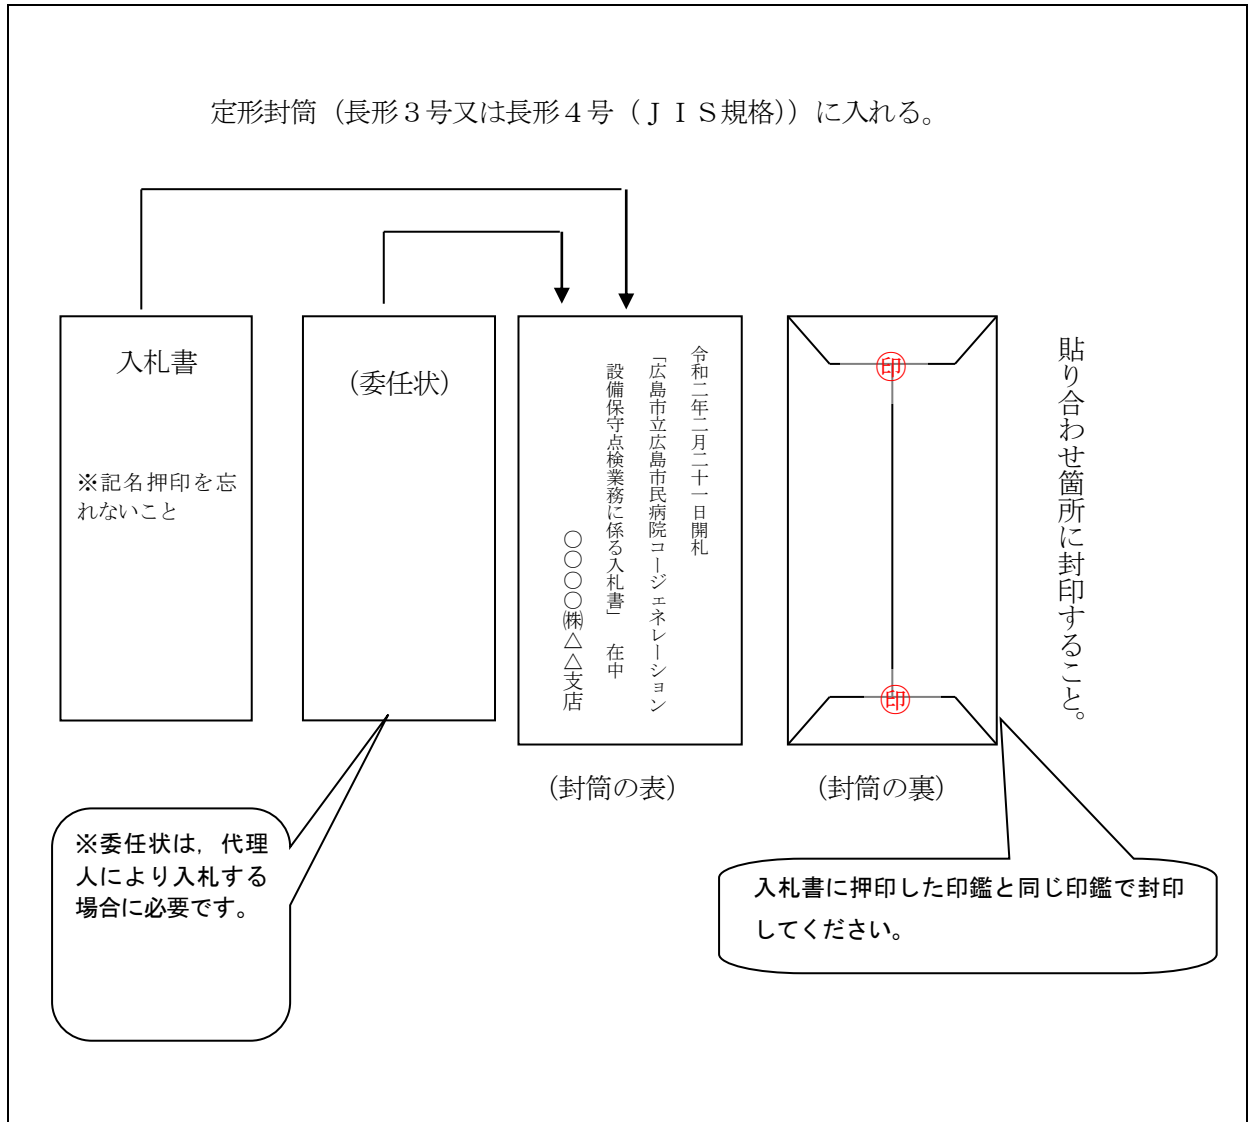 定形封筒（長形３号又は長形４号（ＪＩＳ規格））に入れる。
入札書
※記名押印を忘
れないこと
（委任状）
令和二年二月二十一日開札
「広島市立広島市民病院コージェネレーション
設備保守点検業務に係る入札書」　在中
〇〇〇〇㈱△△支店
（封筒の表）
印
印
（封筒の裏）
貼り合わせ箇所に封印すること。
※委任状は，代理
人により入札する
場合に必要です。
入札書に押印した印鑑と同じ印鑑で封印
してください。